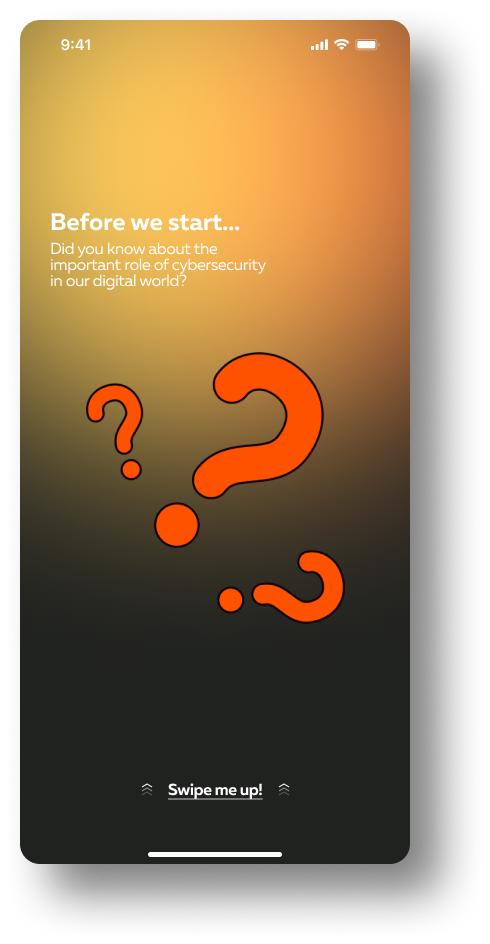 9:41
Before we start...
Did you know about the
important role of cybersecurity
in our digital world?
? ? ?
Swipe me up!